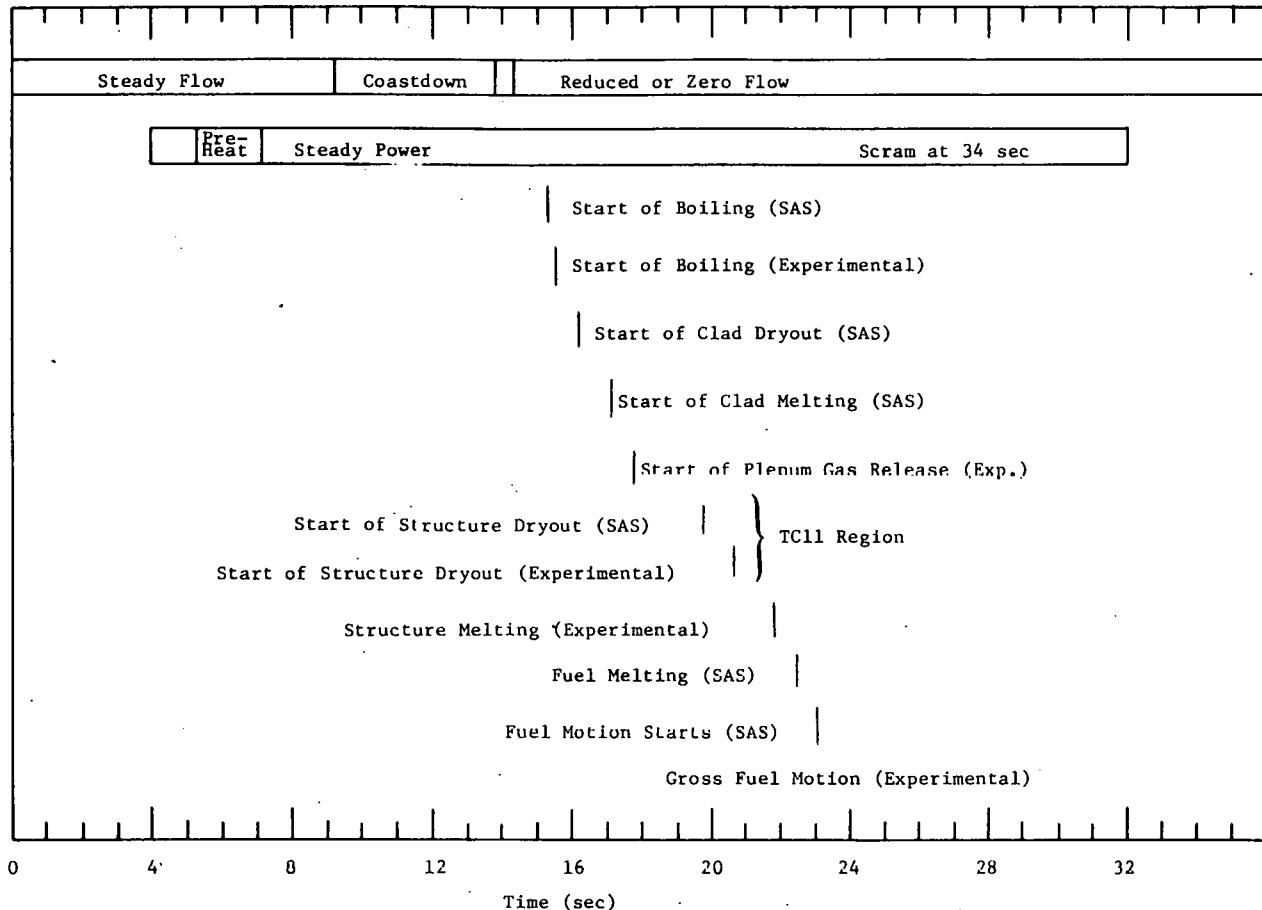 Steady Flow Coastdown Reduced or Zero Flow
Pre-
Heat Steady Power Scram at 34 sec
Start of Boiling (SAS)
Start of Boiling (Experimental)
Start of Clad Dryout (SAS)
Start of Clad Melting (SAS)
Start of Plenum Gas Release (Exp.)
Start of Structure Dryout (SAS)
TC11 Region
Start of Structure Dryout (Experimental)
Structure Melting (Experimental)
Fuel Melting (SAS)
Fuel Motion Starts (SAS)
Gross Fuel Motion (Experimental)
0 4 8 12 16 20 24 28 32
Time (sec)